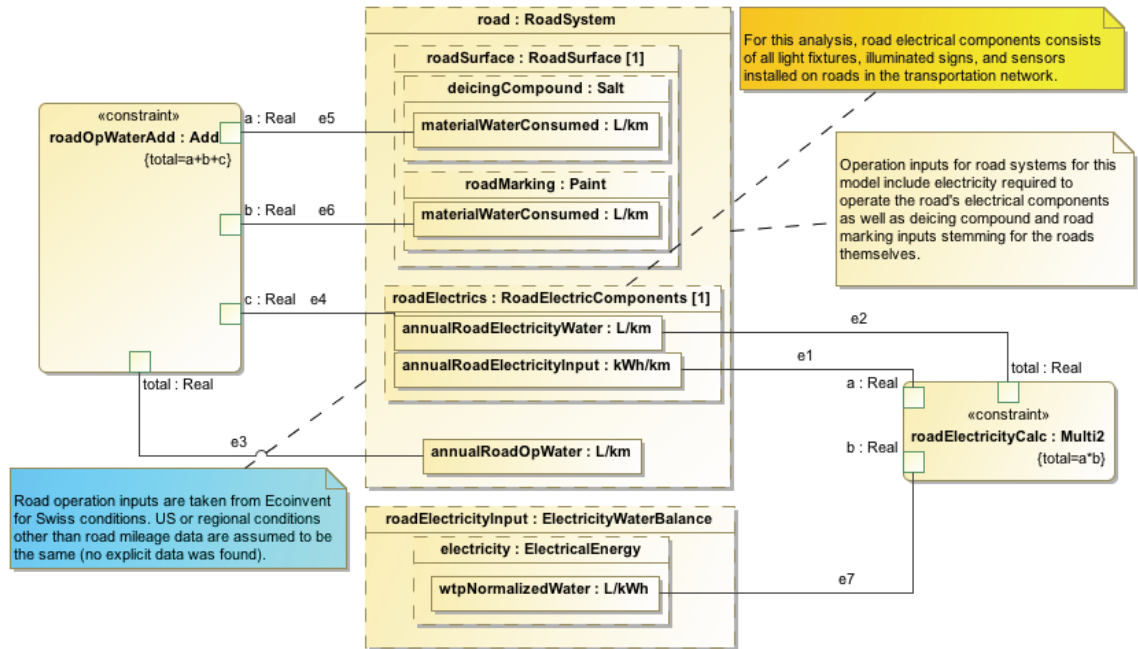 road : RoadSystem
For this analysis, road electrical components consists
of all light fixtures, illuminated signs, and sensors
installed on roads in the transportation network.
roadSurface : RoadSurface [1]
deicingCompound : Salt
materialWaterConsumed : L/km
roadMarking : Paint
materialWaterConsumed : L/km
«constraint»
roadOpWaterAdd : Add
{total=a+b+c}
a : Real
e5
b : Real
e6
c : Real
e4
total : Real
e3
Operation inputs for road systems for this
model include electricity required to
operate the road's electrical components
as well as deicing compound and road
marking inputs stemming for the roads
themselves.
roadElectrics : RoadElectricComponents [1]
annualRoadElectricityWater : L/km
annualRoadElectricityInput : kWh/km
e2
e1
total : Real
a : Real
«constraint»
roadElectricityCalc : Multi2
{total=a*b}
b : Real
annualRoadOpWater : L/km
Road operation inputs are taken from Ecoinvent
for Swiss conditions. US or regional conditions
other than road mileage data are assumed to be
the same (no explicit data was found).
roadElectricityInput : ElectricityWaterBalance
electricity : ElectricalEnergy
wtpNormalizedWater : L/kWh
e7